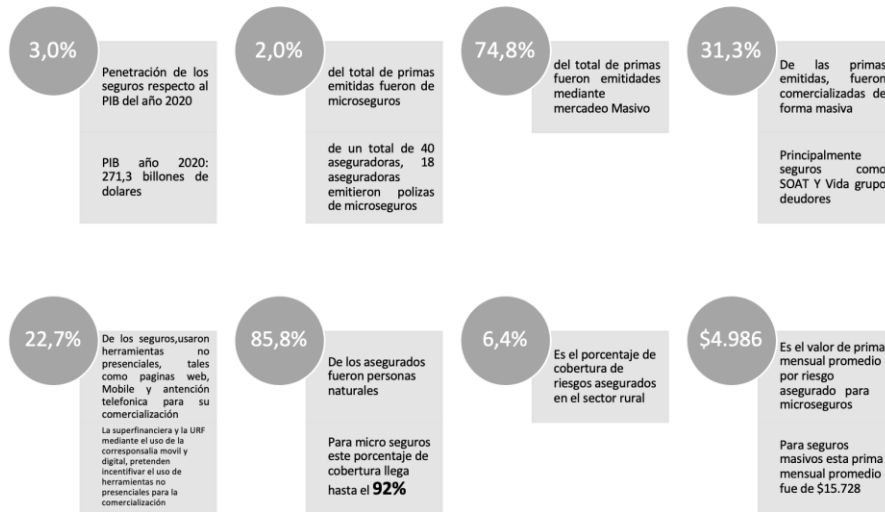 3,0%
Penetración de los
seguros respecto al
PIB del año 2020
PIB año 2020:
271,3 billones de
dolares
2,0%
del total de primas
emitidas fueron de
microseguros
de un total de 40
aseguradoras, 18
aseguradoras
emitieron polizas
de microseguros
74,8%
del total de primas
fueron emitidades
mediante
mercadeo Masivo
31,3%
De las primas
emitidas, fueron
comercializadas de
forma masiva
Principalmente
seguros como
SOAT Y Vida grupo
deudores
22,7%
De los seguros,usaron
herramientas no
presenciales, tales
como paginas web,
Mobile y antención
telefonica para su
comercialización
La superfinanciera y la URF
mediante el uso de la
corresponsalia movil y
digital, pretenden
incentifivar el uso de
herramientas no
presenciales para la
comercialización
85,8%
De los asegurados
fueron personas
naturales
Para micro seguros
este porcentaje de
cobertura llega
hasta el 92%
6,4%
Es el porcentaje de
cobertura de
riesgos asegurados
en el sector rural
$4.986
Es el valor de prima
mensual promedio
por riesgo
asegurado para
microseguros
Para seguros
masivos esta prima
mensual promedio
fue de $15.728